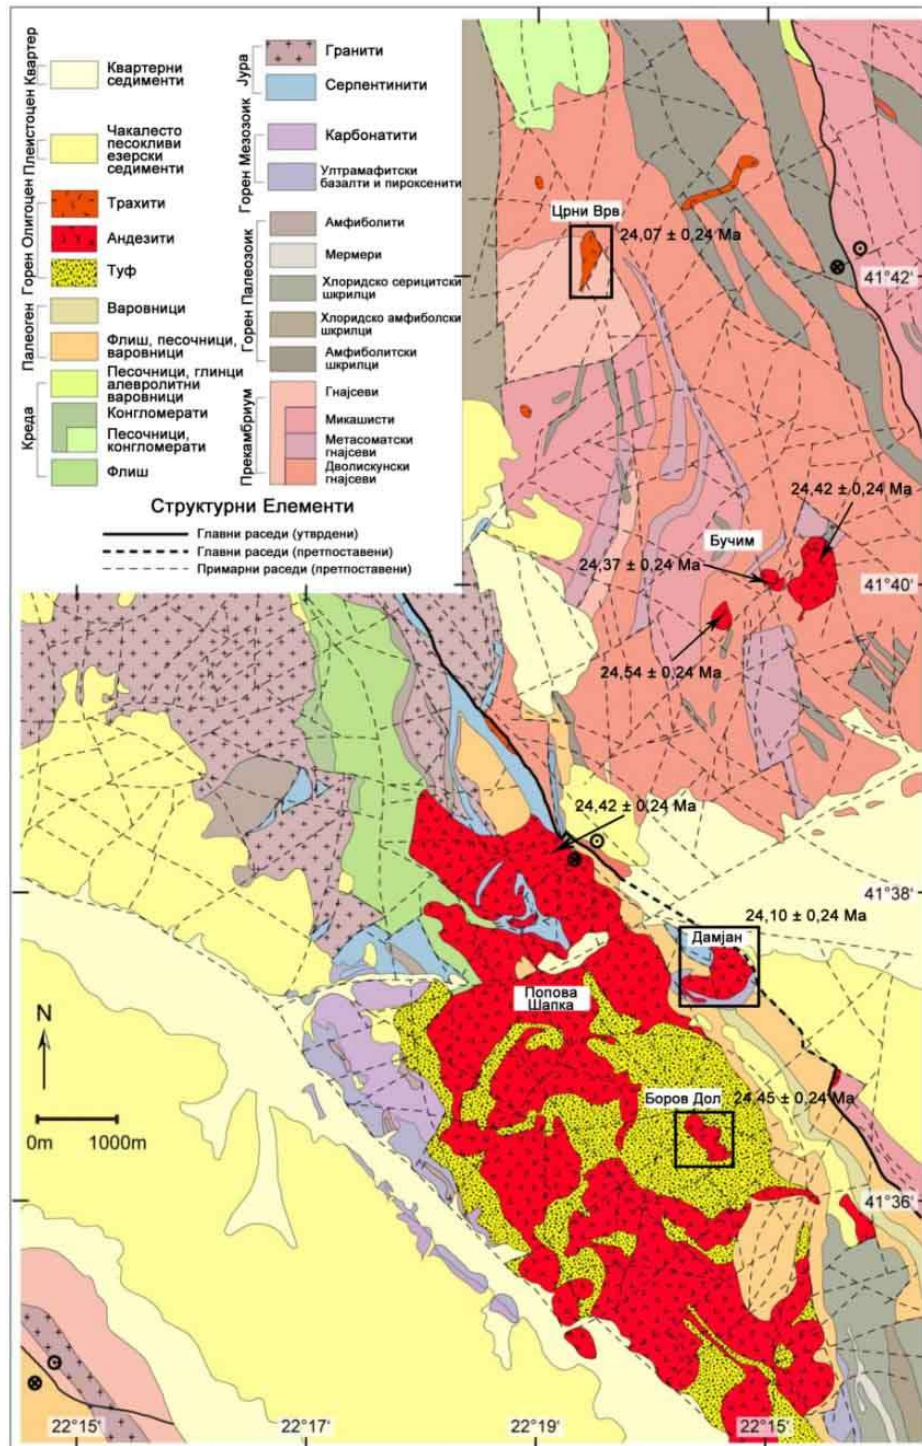 Квартер
Квартерни
седименти
Плеистоцен
Чакалесто
песокливи
езерски
седименти
Горен Олигоцен
Трахити
Андезити
Туф
Палеоген
Варовници
Флиш, песочници,
варовници
Креда
Песочници, глинци
алевролитни
варовници
Конгломерати
Песочници,
конгломерати
Флиш
Јура
Гранити
Серпентинити
Горен Мезозоик
Карбонатити
Ултрамафитски
базалти и пироксенити
Горен Палеозоик
Амфиболити
Мермери
Хлоридско серицитски
шкрилци
Хлоридско амфиболски
шкрилци
Амфиболитски
шкрилци
Прекамбриум
Гнајсеви
Микашисти
Метасоматски
гнајсеви
Дволискунски
гнајсеви
Структурни Елементи
Главни раседи (утврдени)
Главни раседи (претпоставени)
Примарни раседи (претпоставени)
Црни Врв
24,07 ± 0,24 Ma
41°42'
24,42 ± 0,24 Ma
Бучим
24,37 ± 0,24 Ma
41°40'
24,54 ± 0,24 Ma
24,42 ± 0,24 Ma
41°38'
24,10 ± 0,24 Ma
Дамјан
Попова
Шапка
N
Боров Дол
24,45 ± 0,24 Ma
0m
1000m
41°36'
22°15'
22°17'
22°19'
22°15'